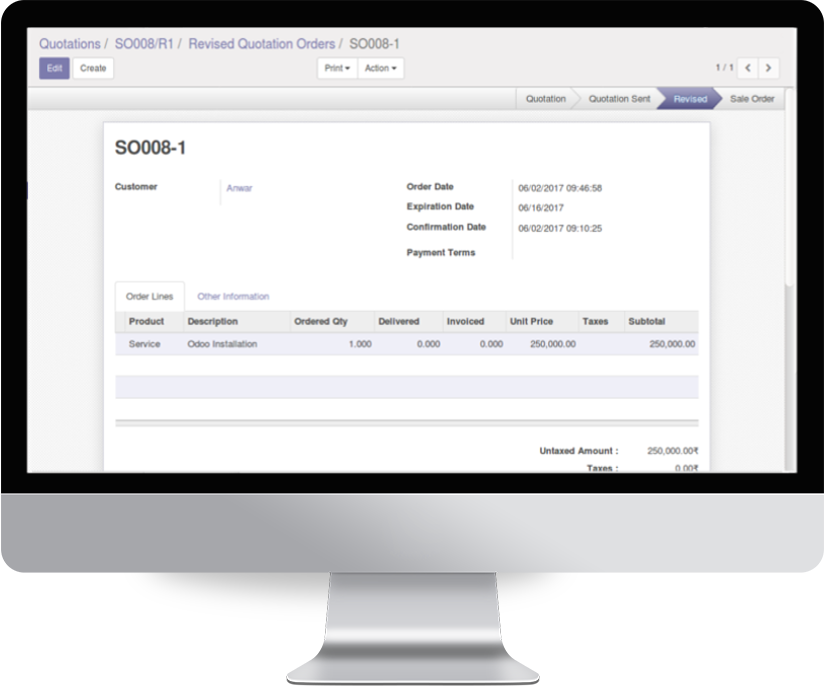 Quotations / SO008/R1 / Revised Quotation Orders / SO008-1
Edit Create Print Action 1 / 1
Quotation Quotation Sent Revised Sale Order
SO008-1
Customer Anwar Order Date 06/02/2017 09:46:58
Expiration Date 06/16/2017
Confirmation Date 06/02/2017 09:10:25
Payment Terms
Order Lines Other Information
Product Description Ordered Qty Delivered Invoiced Unit Price Taxes Subtotal
Service Odoo Installation 1.000 0.000 0.000 250,000.00 250,000.00
Untaxed Amount : 250,000.00₹
Taxes : 0.00₹